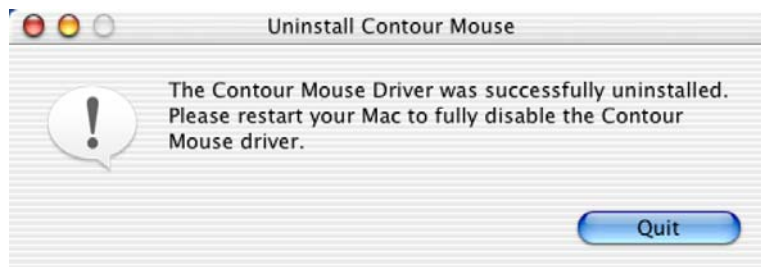 Uninstall Contour Mouse
The Contour Mouse Driver was successfully uninstalled.
Please restart your Mac to fully disable the Contour
Mouse driver.
Quit